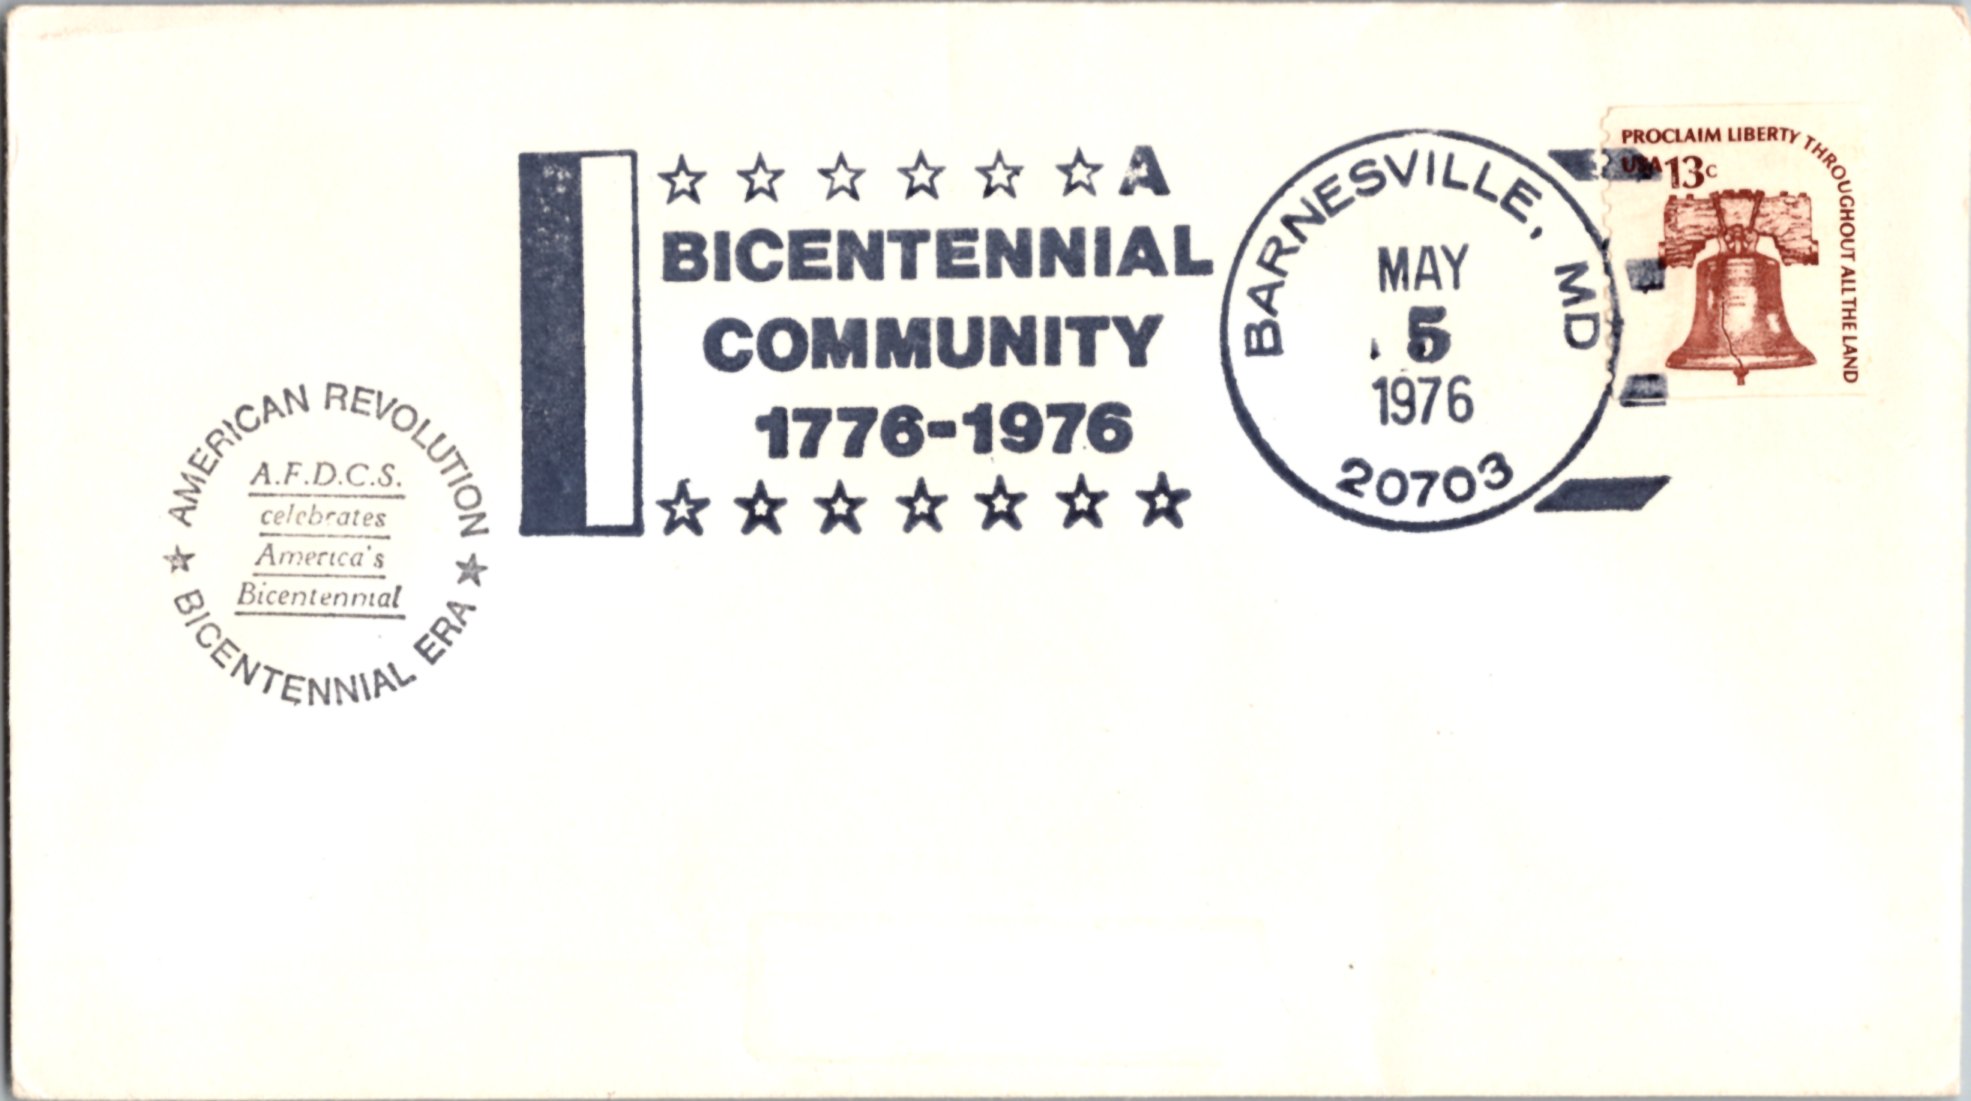 AMERICAN REVOLUTION
A.F.D.C.S.
celebrates
America's
Bicentennial
BICENTENNIAL ERA
A
BICENTENNIAL
COMMUNITY
1776-1976
BARNESVILLE, MD
MAY
5
1976
20703
PROCLAIM LIBERTY THROUGHOUT ALL THE LAND
USA 13c